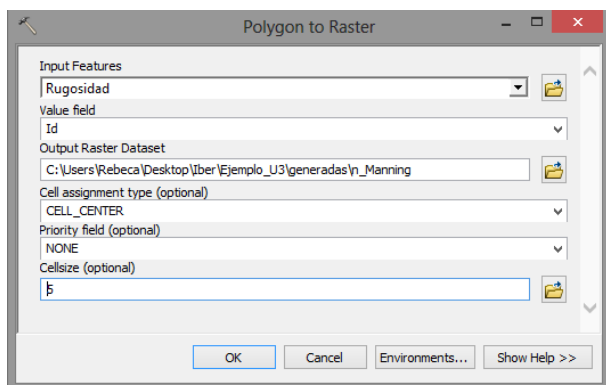 Polygon to Raster
Input Features
Rugosidad
Value field
Id
Output Raster Dataset
C:\Users\Rebeca\Desktop\Iber\Ejemplo_U3\generadas\n_Manning
Cell assignment type (optional)
CELL_CENTER
Priority field (optional)
NONE
Cellsize (optional)
5
OK Cancel Environments... Show Help >>